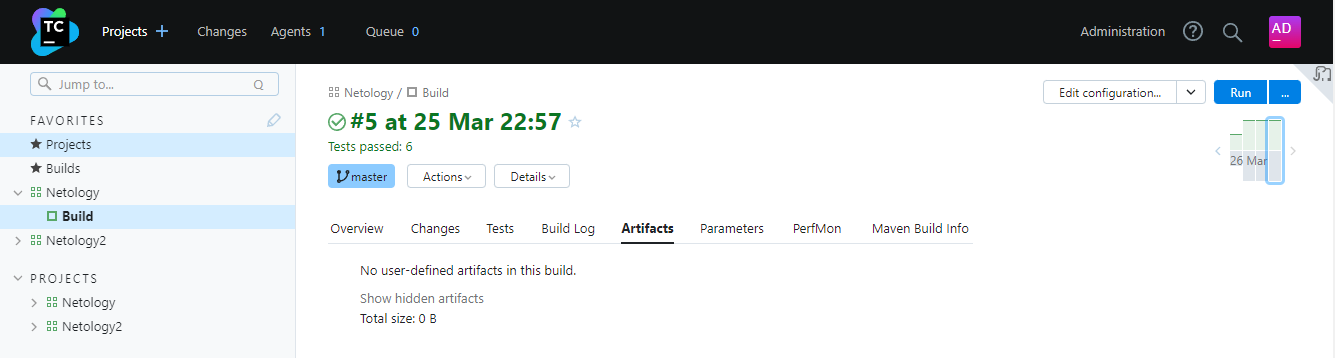 TC Projects + Changes Agents 1 Queue 0 Administration ? AD
Jump to... Q
FAVORITES
Projects
Builds
Netology
Build
Netology2
PROJECTS
Netology
Netology2
Netology / Build
Edit configuration... Run ...
#5 at 25 Mar 22:57
Tests passed: 6
26 Mar
master Actions Details
Overview Changes Tests Build Log Artifacts Parameters PerfMon Maven Build Info
No user-defined artifacts in this build.
Show hidden artifacts
Total size: 0 B